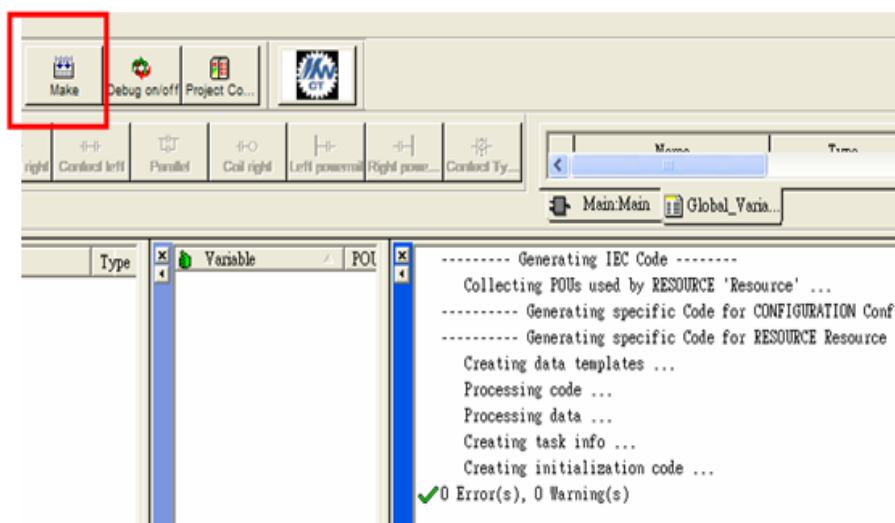 Make
Debug on/off
Project Co...
KW
GT
right
Contact left
Parallel
Coil right
Left powerrail
Right powe...
Contact Ty...
Name
Type
Main:Main
Global_Varia...
Type
Variable
POU
--------- Generating IEC Code --------
Collecting POUs used by RESOURCE 'Resource' ...
---------- Generating specific Code for CONFIGURATION Conf
---------- Generating specific Code for RESOURCE Resource
Creating data templates ...
Processing code ...
Processing data ...
Creating task info ...
Creating initialization code ...
0 Error(s), 0 Warning(s)